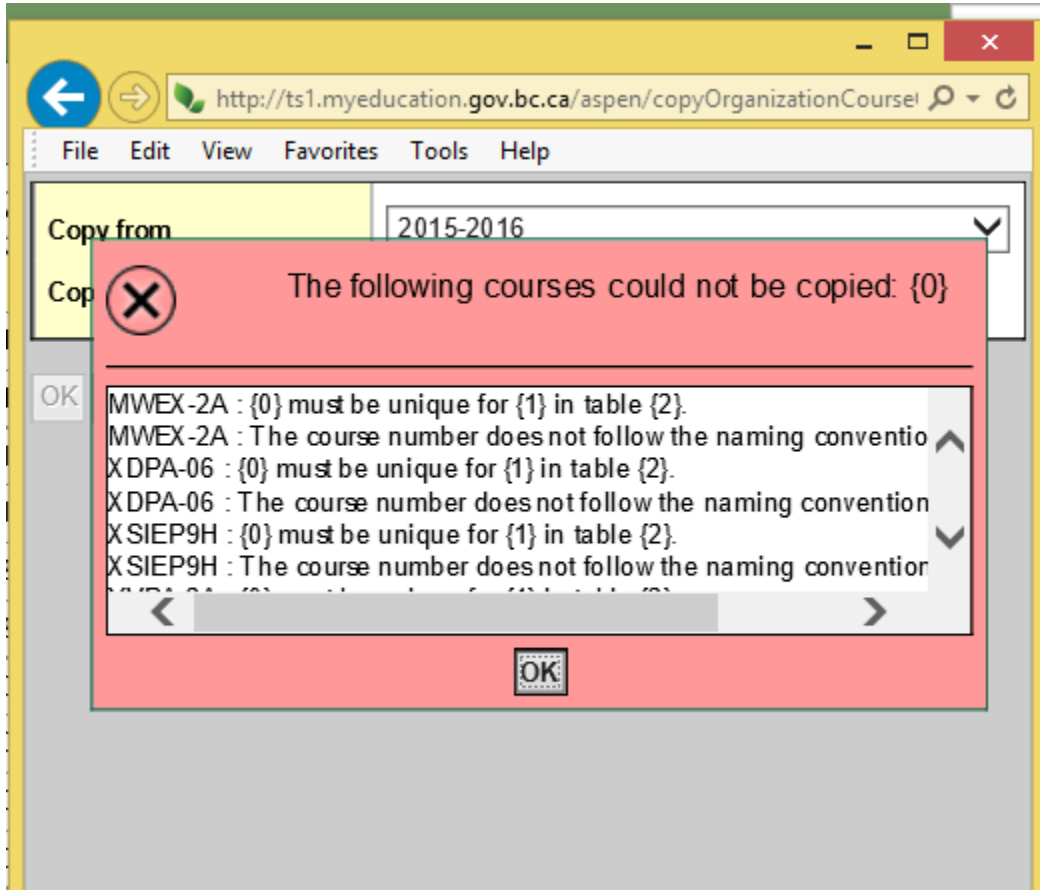 http://ts1.myeducation.gov.bc.ca/aspen/copyOrganizationCourse
File Edit View Favorites Tools Help
Copy from 2015-2016
Cop
The following courses could not be copied: {0}
OK
MWEX-2A : {0} must be unique for {1} in table {2}.
MWEX-2A : The course number does not follow the naming conventio
XDPA-06 : {0} must be unique for {1} in table {2}.
XDPA-06 : The course number does not follow the naming convention
XSIEP9H : {0} must be unique for {1} in table {2}.
XSIEP9H : The course number does not follow the naming convention
OK